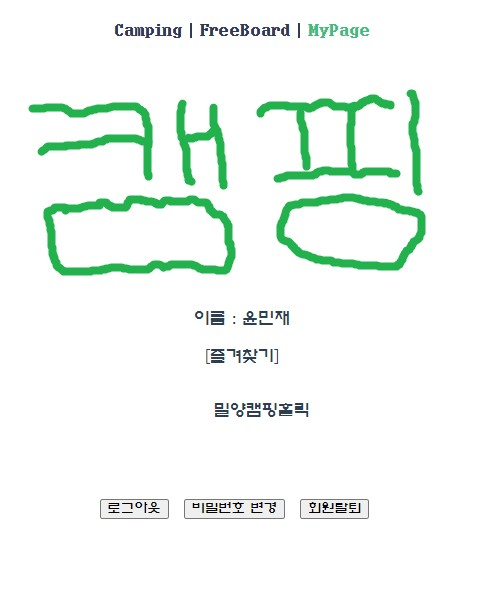 Camping | FreeBoard | MyPage
캠핑
이름 : 윤민재
[즐겨찾기]
밀양캠핑홀릭
로그아웃 비밀번호 변경 회원탈퇴